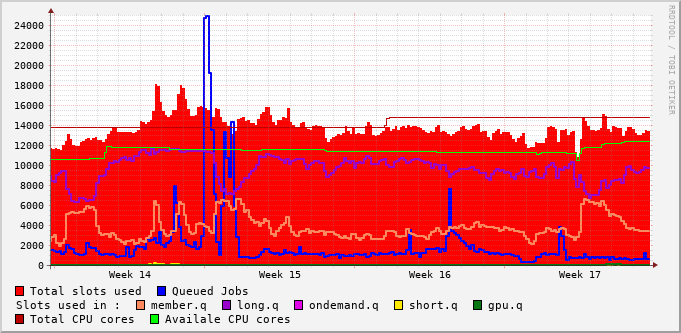 RRDTOOL / TOBI OETIKER
24000
22000
20000
18000
16000
14000
12000
10000
8000
6000
4000
2000
0
Week 14 Week 15 Week 16 Week 17
Total slots used Queued Jobs
Slots used in : member.q long.q ondemand.q short.q gpu.q
Total CPU cores Availale CPU cores